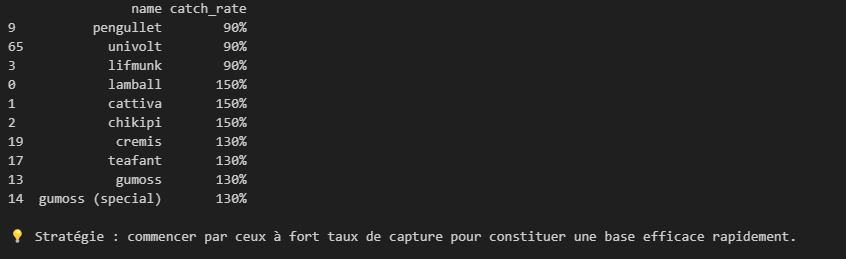 name catch_rate
9 pengullet 90%
65 univolt 90%
3 lifmunk 90%
0 lamball 150%
1 cattiva 150%
2 chikipi 150%
19 cremis 130%
17 teafant 130%
13 gumoss 130%
14 gumoss (special) 130%
💡 Stratégie : commencer par ceux à fort taux de capture pour constituer une base efficace rapidement.